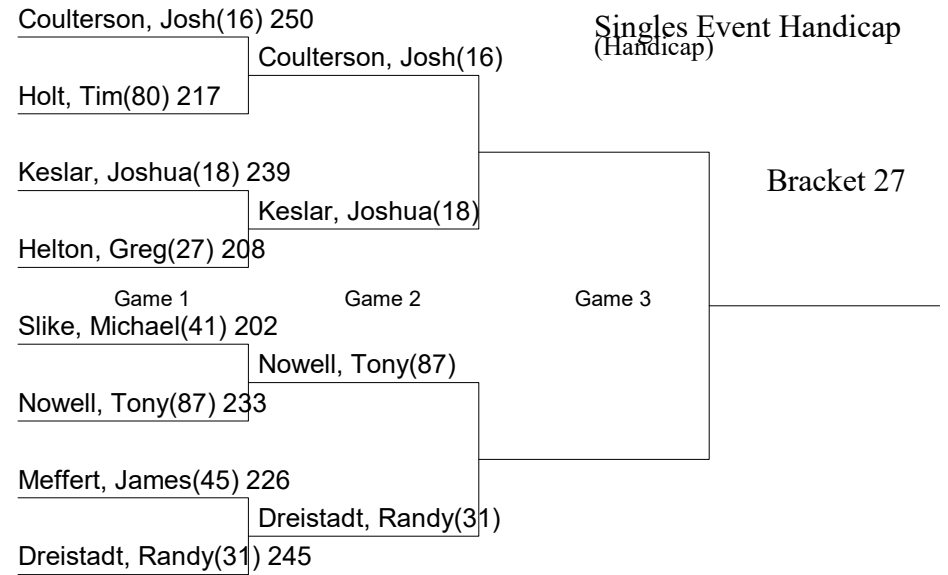 Coulterson, Josh(16) 250
Singles Event Handicap
(Handicap)
Coulterson, Josh(16)
Holt, Tim(80) 217
Keslar, Joshua(18) 239
Bracket 27
Keslar, Joshua(18)
Helton, Greg(27) 208
Game 1
Game 2
Game 3
Slike, Michael(41) 202
Nowell, Tony(87)
Nowell, Tony(87) 233
Meffert, James(45) 226
Dreistadt, Randy(31)
Dreistadt, Randy(31) 245